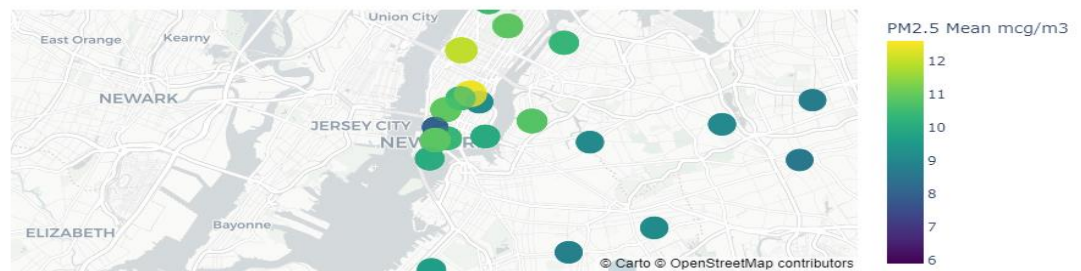 Union City
PM2.5 Mean mcg/m3
East Orange
Kearny
12
11
NEWARK
JERSEY CITY
10
NEW
R
9
8
Bayonne
7
ELIZABETH
© Carto © OpenStreetMap contributors
6